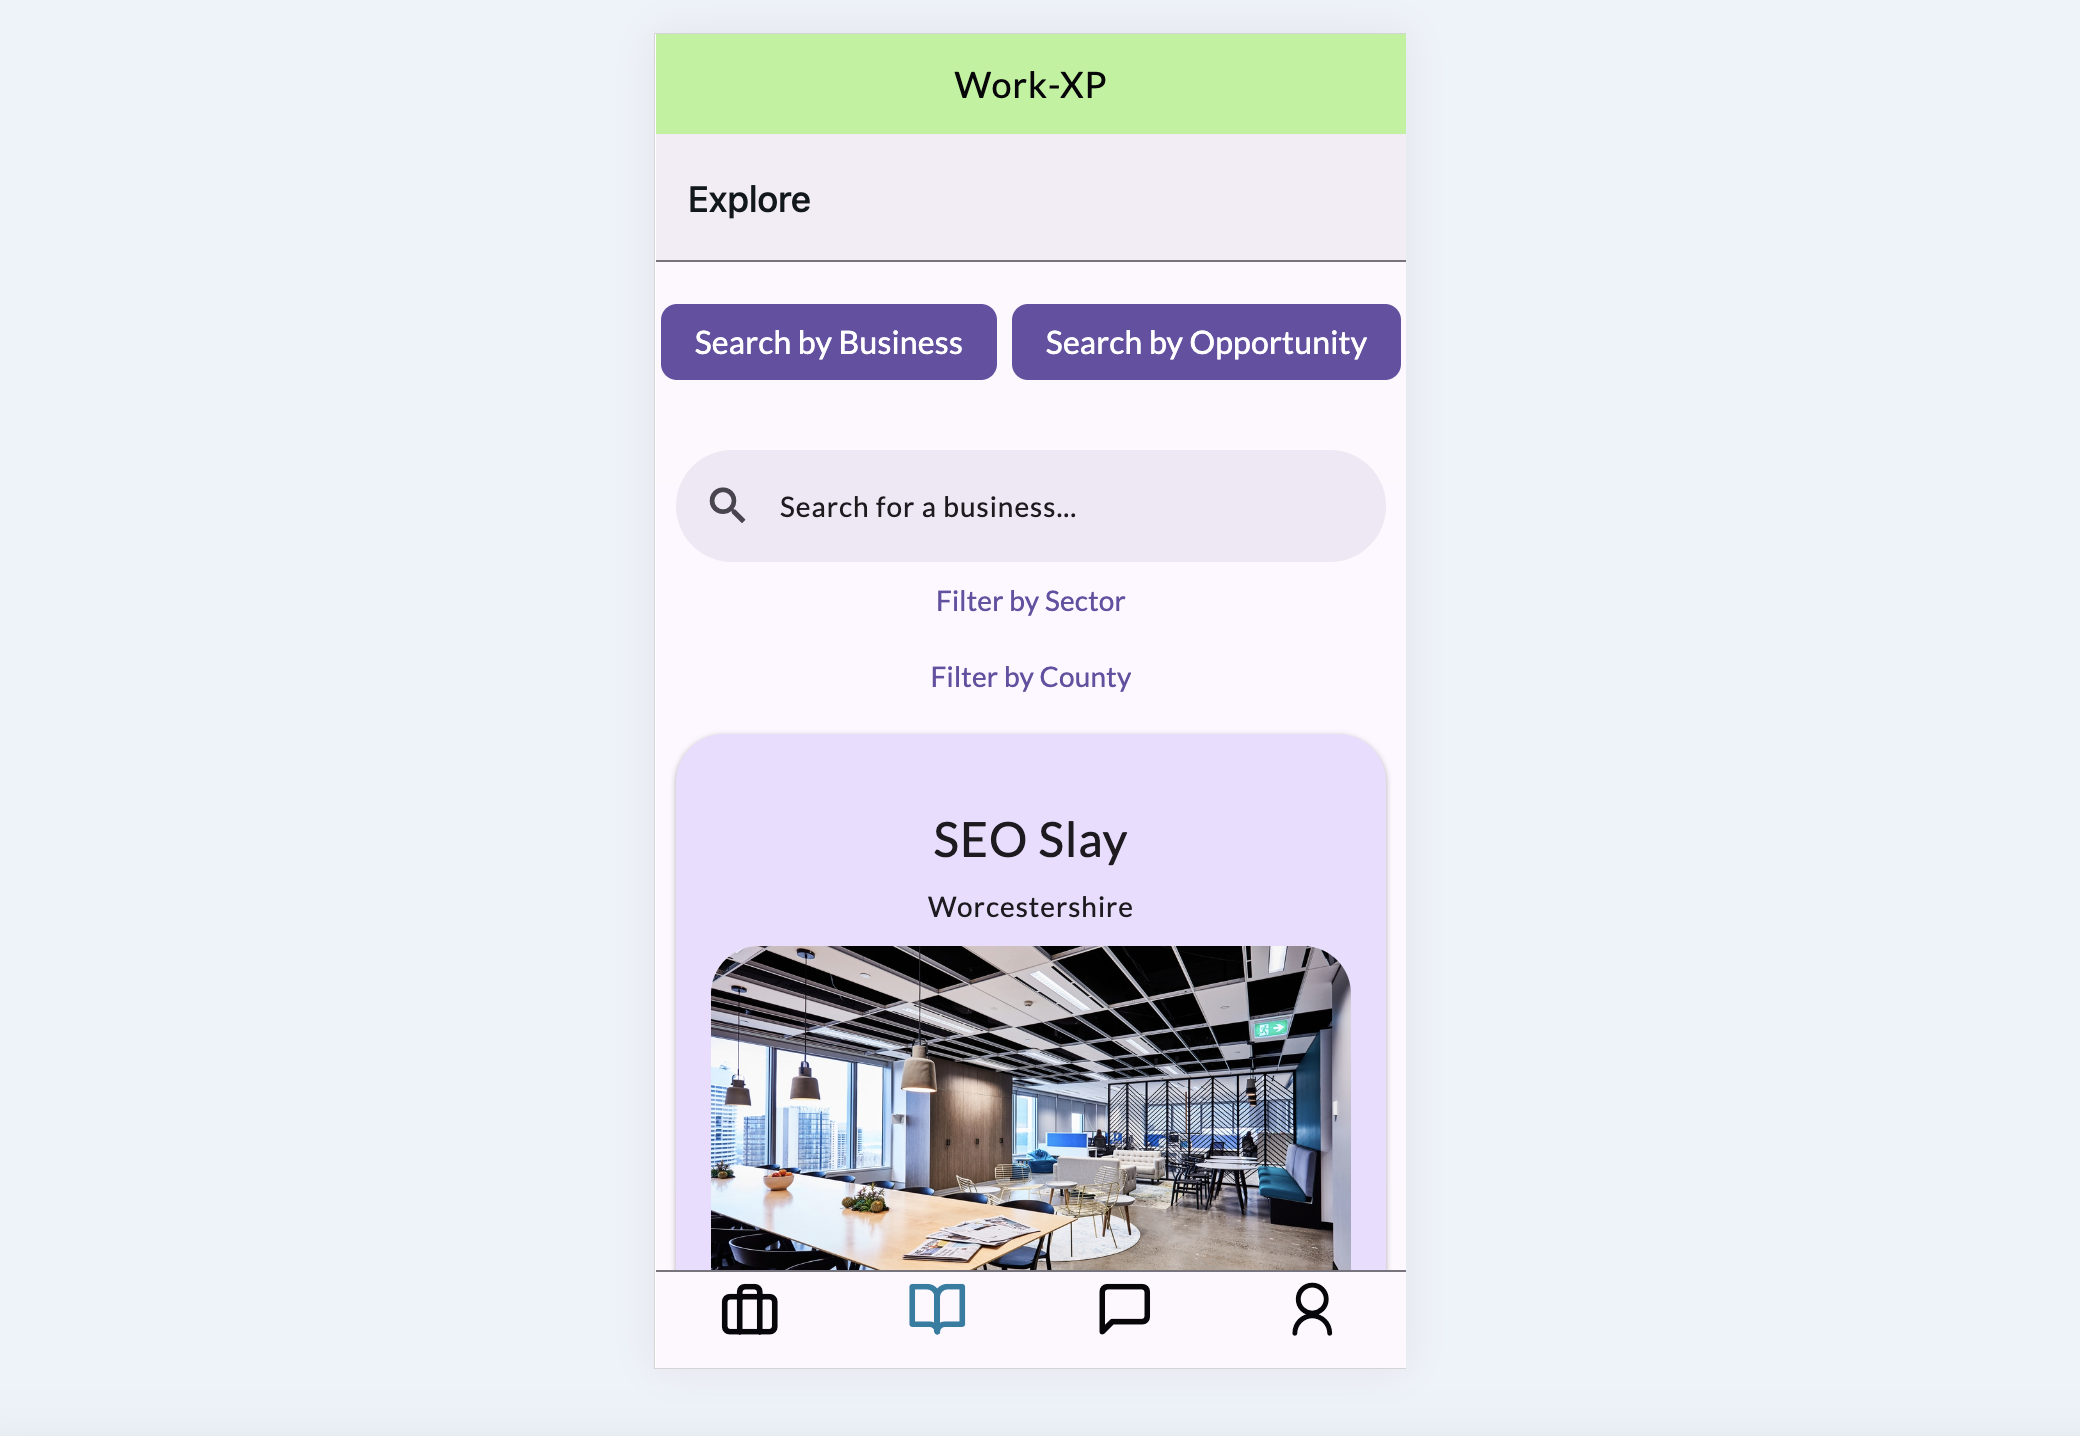 Work-XP
Explore
Search by Business
Search by Opportunity
Search for a business...
Filter by Sector
Filter by County
SEO Slay
Worcestershire